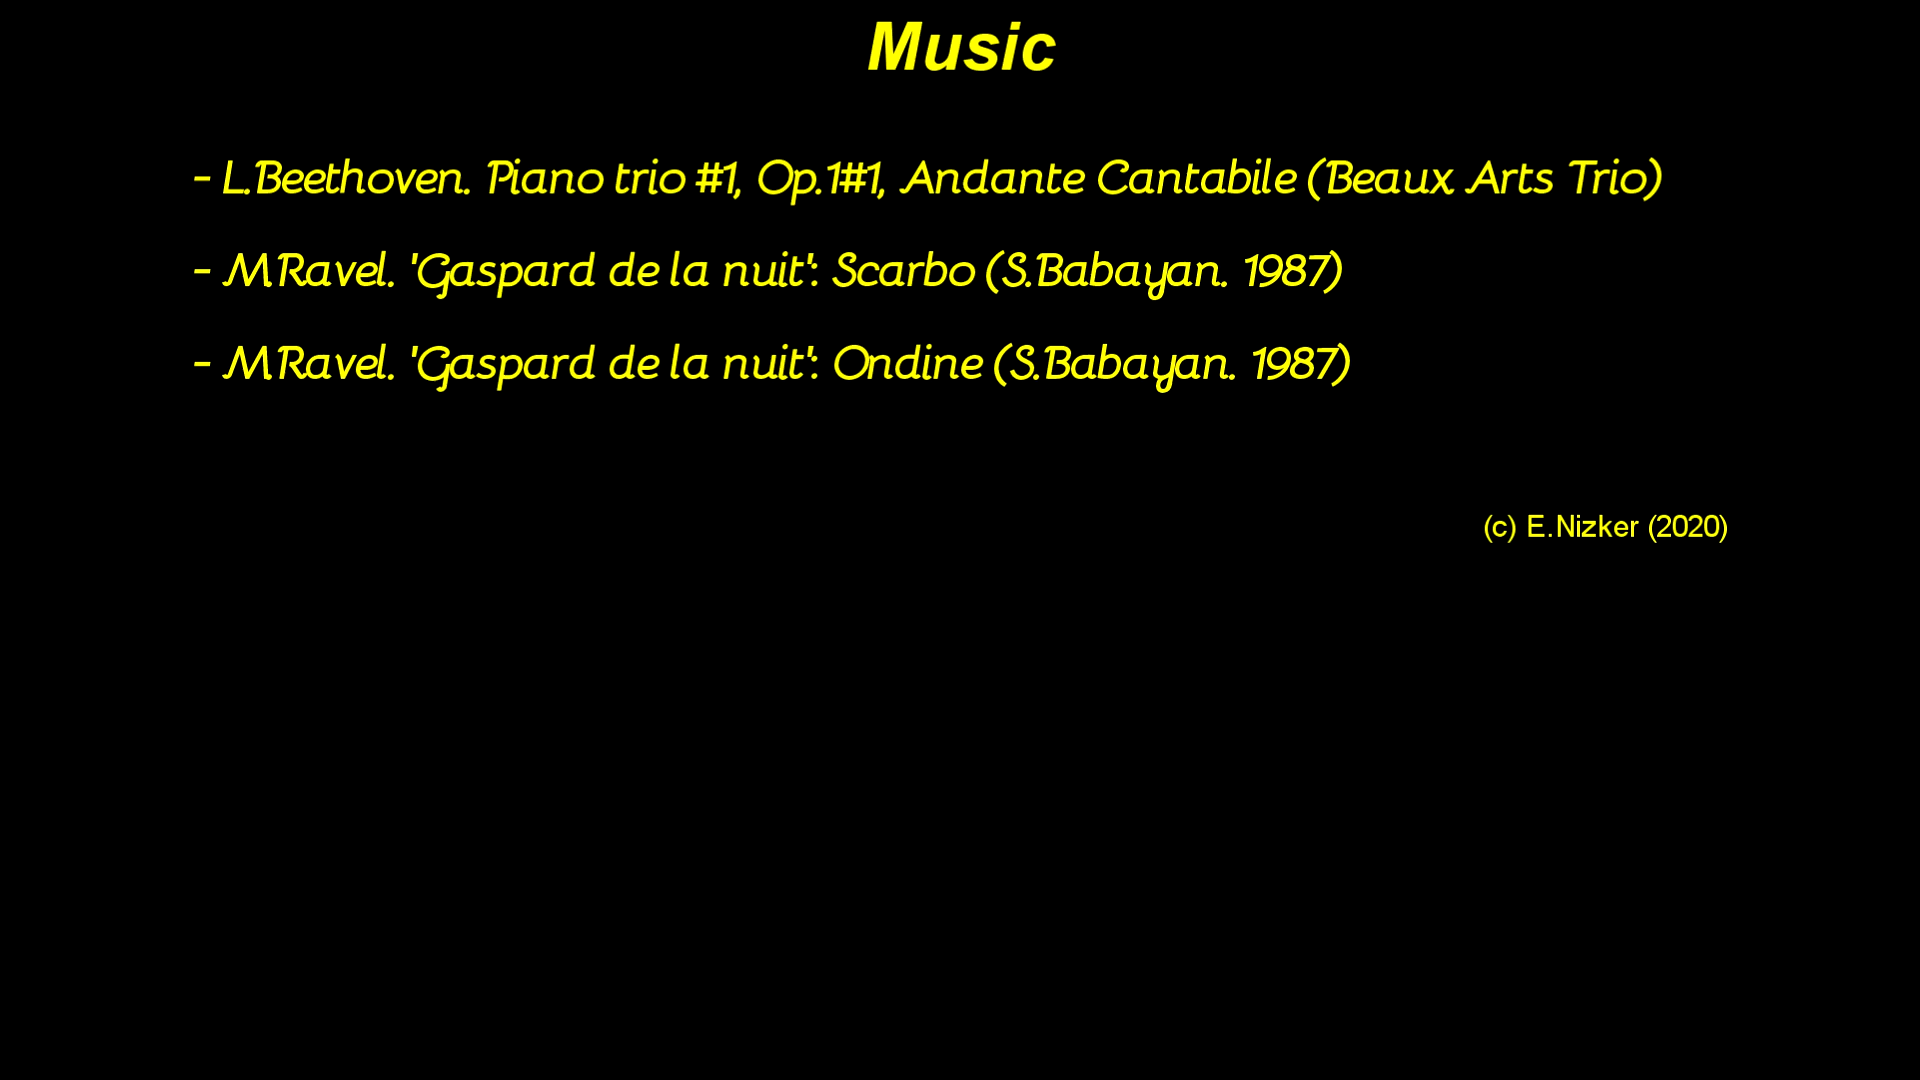 Music
- L.Beethoven. Piano trio #1, Op.1#1, Andante Cantabile (Beaux Arts Trio)
- M.Ravel. 'Gaspard de la nuit': Scarbo (S.Babayan. 1987)
- M.Ravel. 'Gaspard de la nuit': Ondine (S.Babayan. 1987)
(c) E.Nizker (2020)